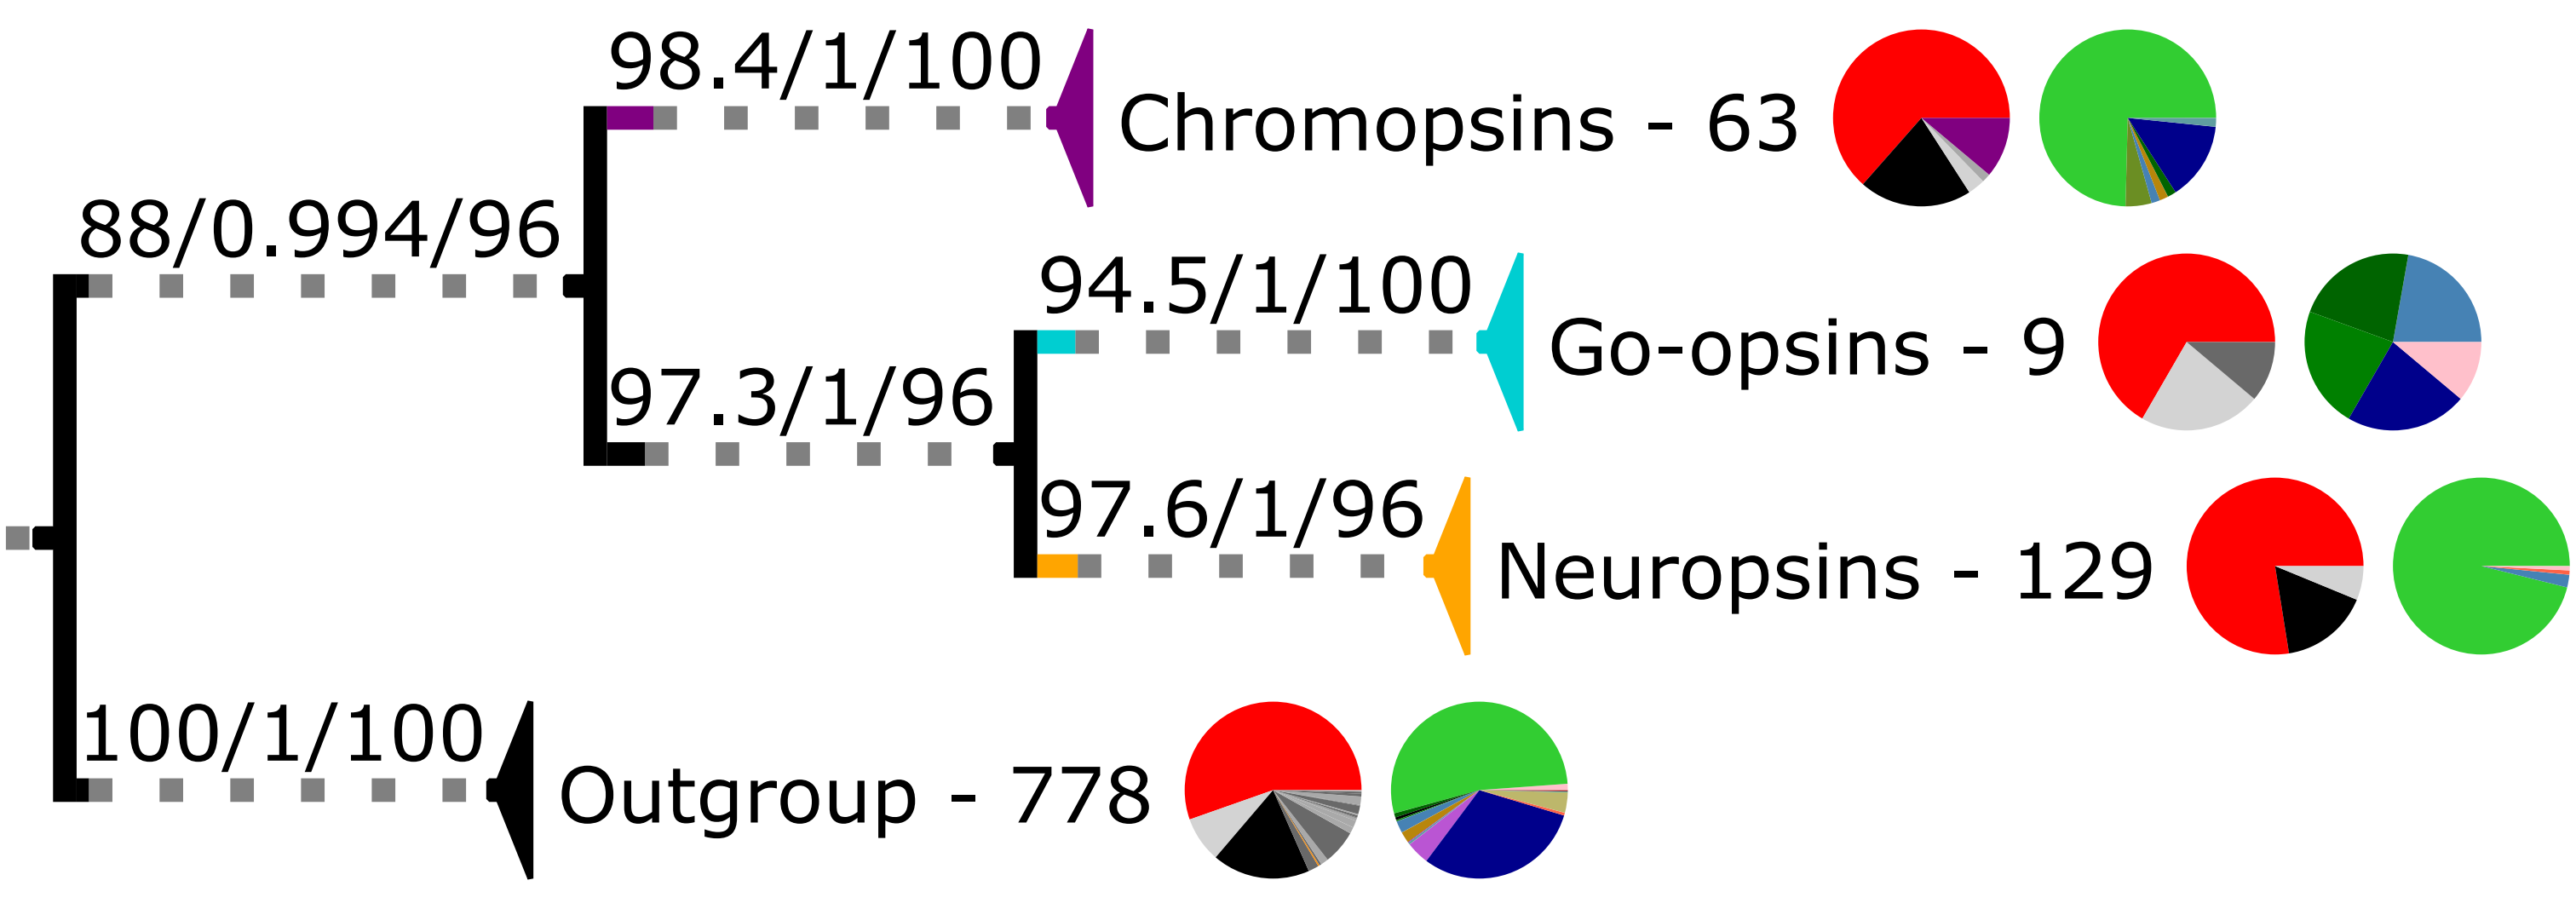 98.4/1/100
Chromopsins - 63
88/0.994/96
94.5/1/100
Go-opsins - 9
97.3/1/96
97.6/1/96
Neuropsins - 129
100/1/100
Outgroup - 778